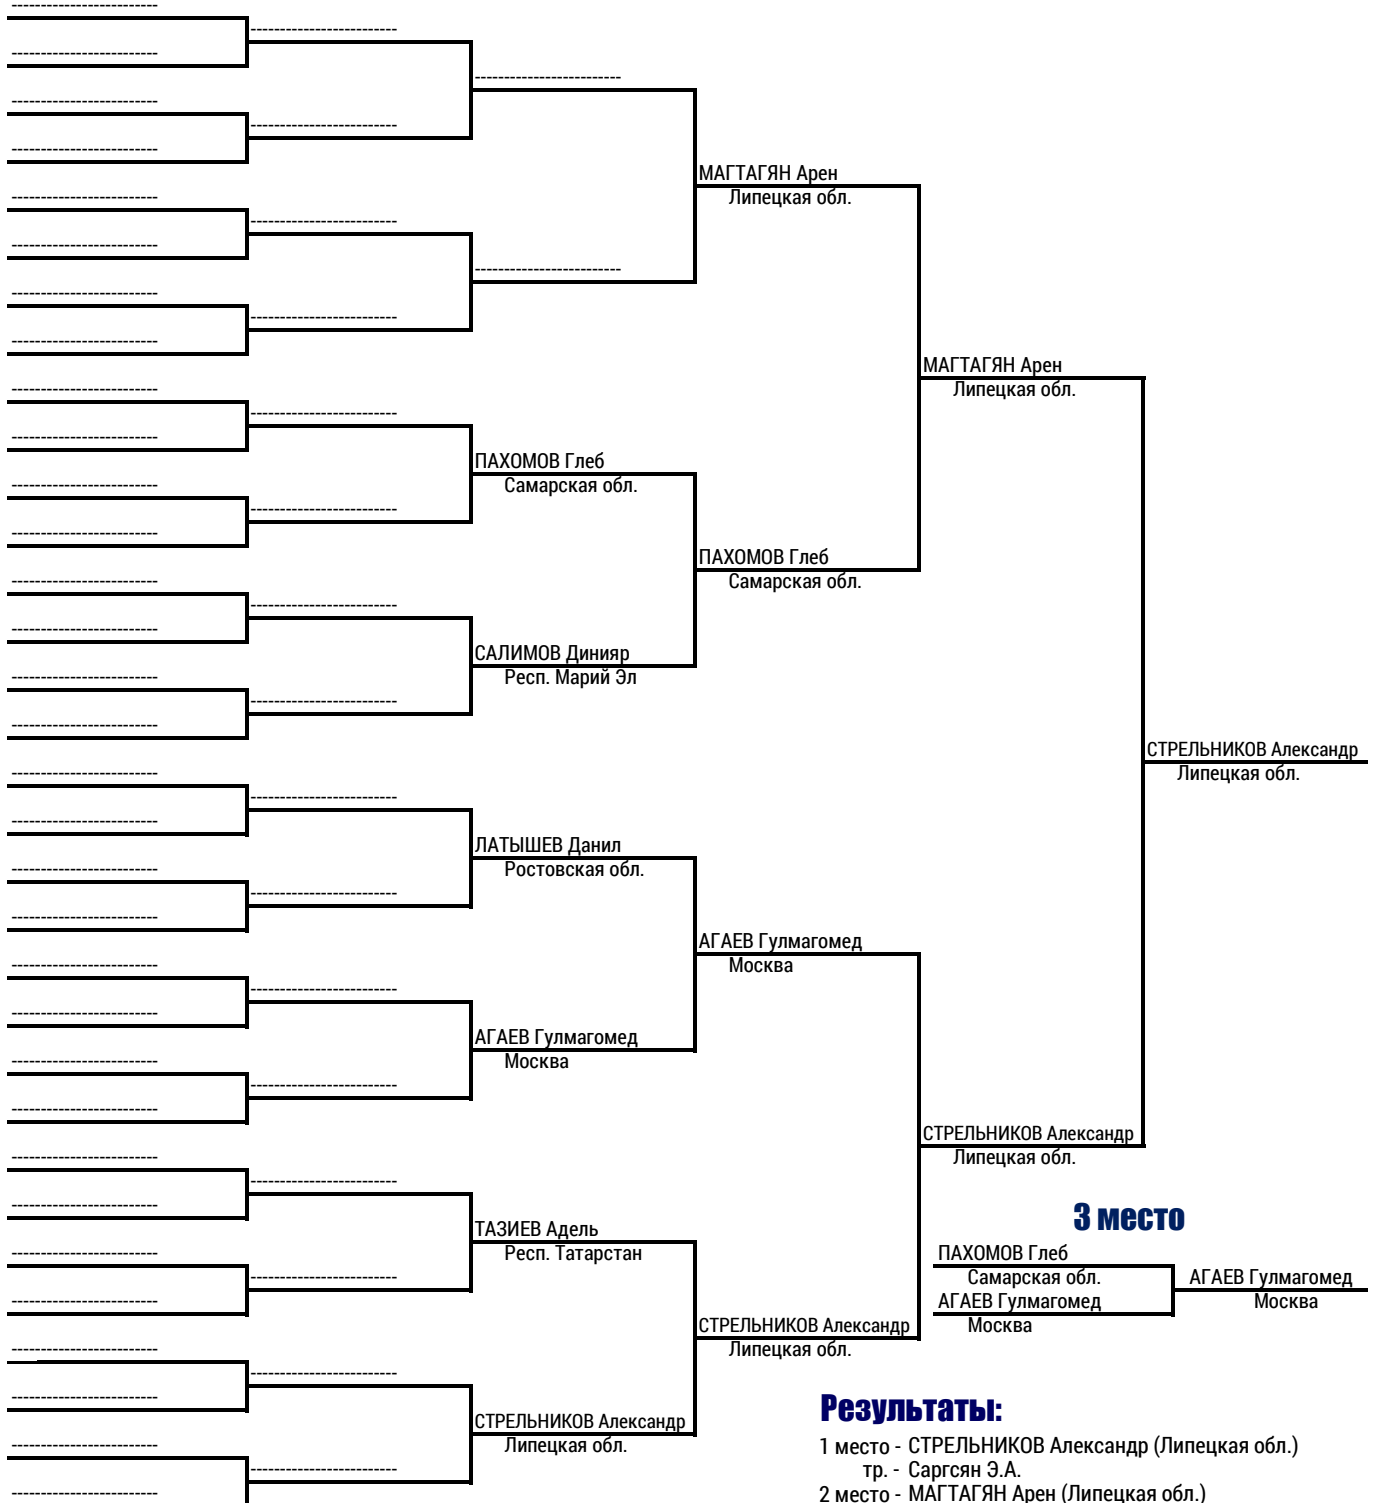 МАГТАГЯН Арен
Липецкая обл.
МАГТАГЯН Арен
Липецкая обл.
ПАХОМОВ Глеб
Самарская обл.
ПАХОМОВ Глеб
Самарская обл.
САЛИМОВ Динияр
Респ. Марий Эл
СТРЕЛЬНИКОВ Александр
Липецкая обл.
ЛАТЫШЕВ Данил
Ростовская обл.
АГАЕВ Гулмагомед
Москва
АГАЕВ Гулмагомед
Москва
СТРЕЛЬНИКОВ Александр
Липецкая обл.
ТАЗИЕВ Адель
Респ. Татарстан
СТРЕЛЬНИКОВ Александр
Липецкая обл.
СТРЕЛЬНИКОВ Александр
Липецкая обл.
3 место
ПАХОМОВ Глеб
Самарская обл.
АГАЕВ Гулмагомед
Москва
АГАЕВ Гулмагомед
Москва
Результаты:
1 место - СТРЕЛЬНИКОВ Александр (Липецкая обл.)
тр. - Саргсян Э.А.
2 место - МАГТАГЯН Арен (Липецкая обл.)